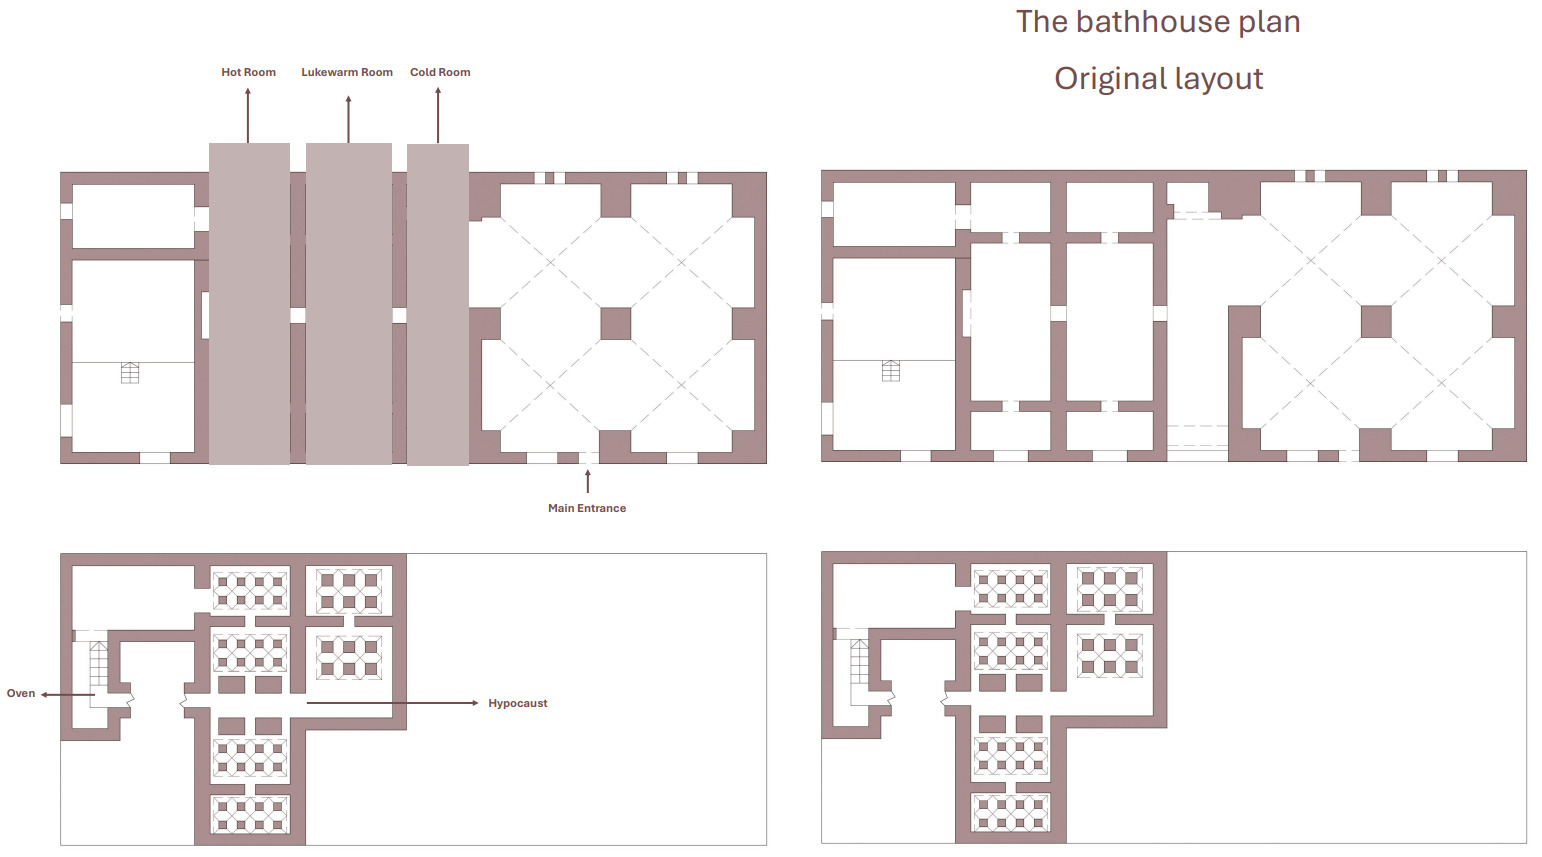 The bathhouse plan
Original layout
Hot Room
Lukewarm Room
Cold Room
Main Entrance
Oven
Hypocaust